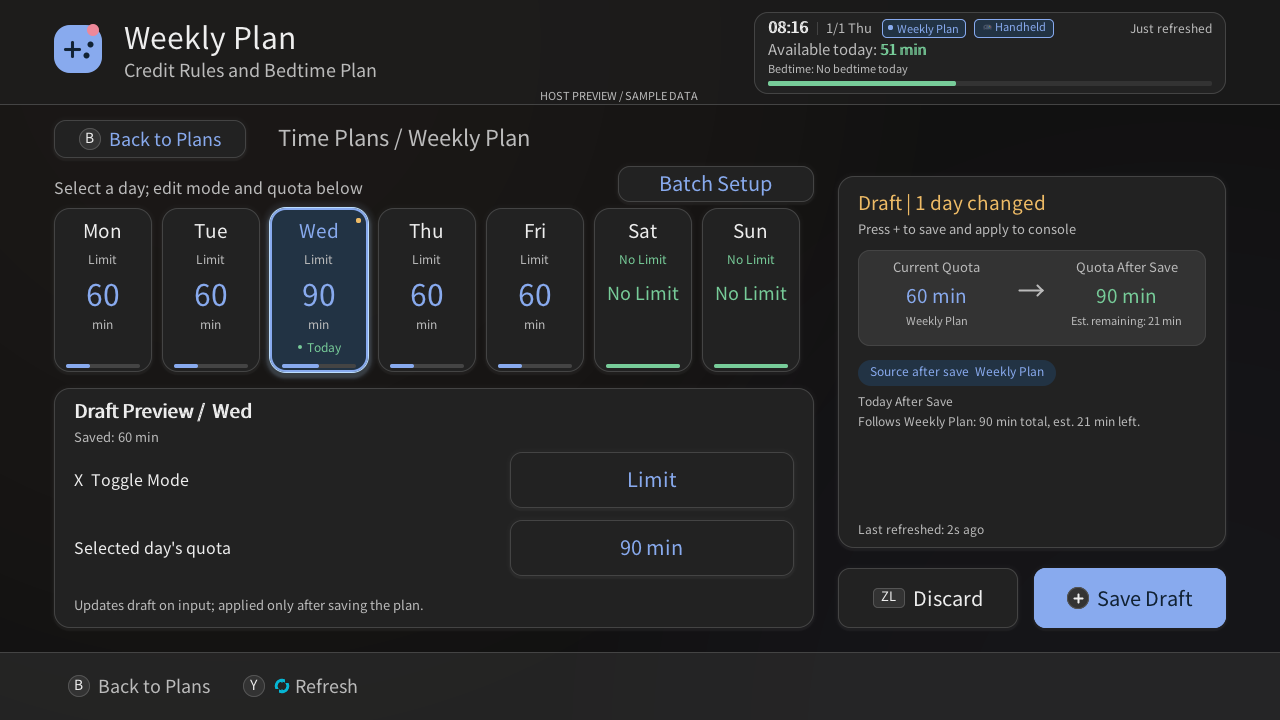 Weekly Plan
Credit Rules and Bedtime Plan
HOST PREVIEW / SAMPLE DATA
08:16 | 1/1 Thu Weekly Plan Handheld Just refreshed
Available today: 51 min
Bedtime: No bedtime today
B Back to Plans
Time Plans / Weekly Plan
Select a day; edit mode and quota below
Batch Setup
Mon
Limit
60
min
Tue
Limit
60
min
Wed
Limit
90
min
• Today
Thu
Limit
60
min
Fri
Limit
60
min
Sat
No Limit
No Limit
Sun
No Limit
No Limit
Draft Preview / Wed
Saved: 60 min
X Toggle Mode
Limit
Selected day's quota
90 min
Updates draft on input; applied only after saving the plan.
Draft | 1 day changed
Press + to save and apply to console
Current Quota
60 min
Weekly Plan
→
Quota After Save
90 min
Est. remaining: 21 min
Source after save Weekly Plan
Today After Save
Follows Weekly Plan: 90 min total, est. 21 min left.
Last refreshed: 2s ago
ZL Discard
+ Save Draft
B Back to Plans
Y Refresh